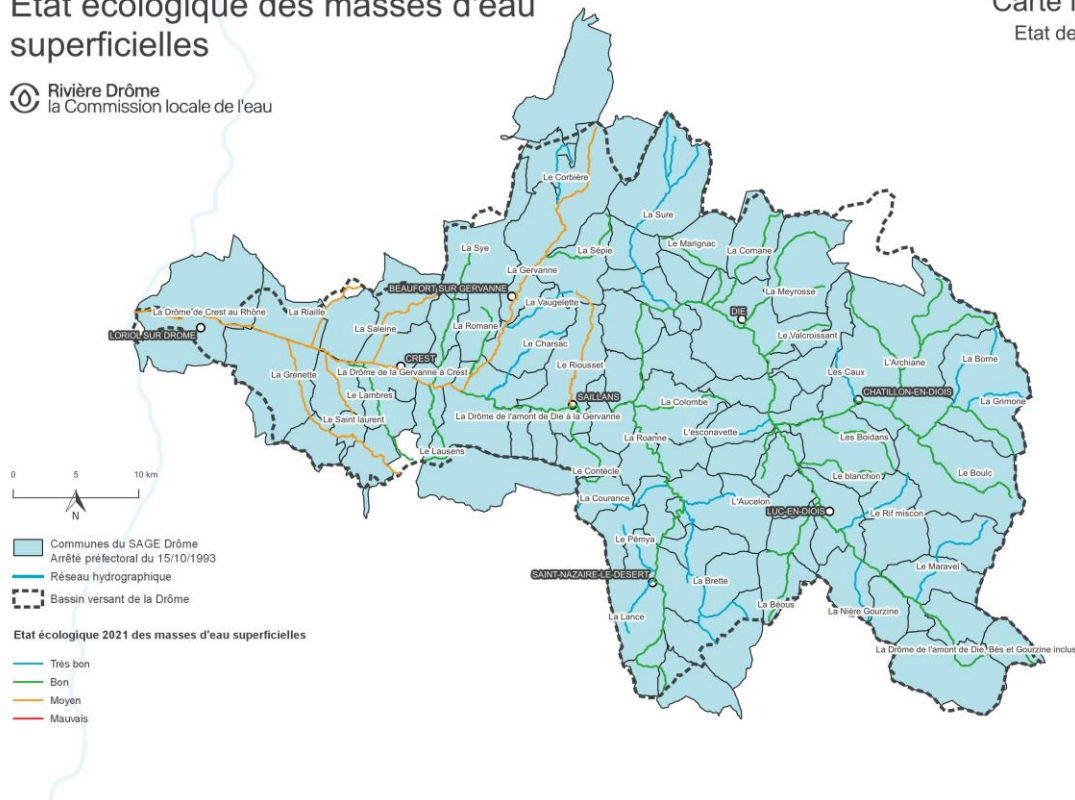 Etat écologique des masses d'eau
superficielles
Carte
Etat de
Rivière Drôme
la Commission locale de l'eau
Le Corbière
La Sure
La Sye
La Sépie
Le Marignac
La Comane
La Gervanne
BEAUFORT SUR GERVANNE
La Vaugelette
La Meyrosse
La Drôme de Crest au Rhône
La Riaille
DIE
LORIOL SUR DROME
La Saleine
La Romane
Le Valcroissant
Le Charsac
CREST
L'Archiane
La Borne
La Grenette
La Drôme de la Gervanne à Crest
Le Riousset
Les Caux
CHATILLON-EN-DIOIS
Le Lambres
SAILLANS
La Colombe
La Grimone
Le Saint laurent
La Drôme de l'amont de Die à la Gervanne
L'esconavette
La Roanne
Les Boidans
Le Lausens
Le Contècle
Le blanchon
Le Boulc
La Courance
L'Aucelon
LUC-EN-DIOIS
Le Rif miscon
Le Pémya
SAINT-NAZAIRE-LE-DESERT
La Brette
Le Maravel
La Lance
La Béous
La Nière Gourzine
La Drôme de l'amont de Die, Bès et Gourzine inclus
0 5 10 km
N
Communes du SAGE Drôme
Arrêté préfectoral du 15/10/1993
Réseau hydrographique
Bassin versant de la Drôme
Etat écologique 2021 des masses d'eau superficielles
Très bon
Bon
Moyen
Mauvais